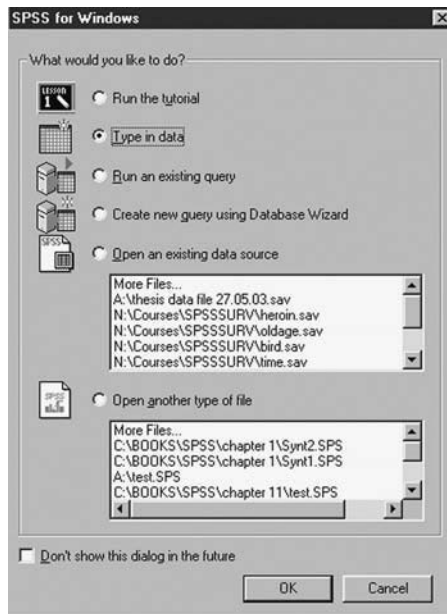 SPSS for Windows
What would you like to do?
LESSON
1
Run the tutorial
Type in data
Run an existing query
Create new query using Database Wizard
SPSS
Open an existing data source
More Files...
A:\thesis data file 27.05.03.sav
N:\Courses\SPSSSURV\heroin.sav
N:\Courses\SPSSSURV\oldage.sav
N:\Courses\SPSSSURV\bird.sav
N:\Courses\SPSSSURV\time.sav
SPSS
Open another type of file
More Files...
C:\BOOKS\SPSS\chapter 1\Synt2.SPS
C:\BOOKS\SPSS\chapter 1\Synt1.SPS
A:\test.SPS
C:\BOOKS\SPSS\chapter 11\test.SPS
Don't show this dialog in the future
OK
Cancel